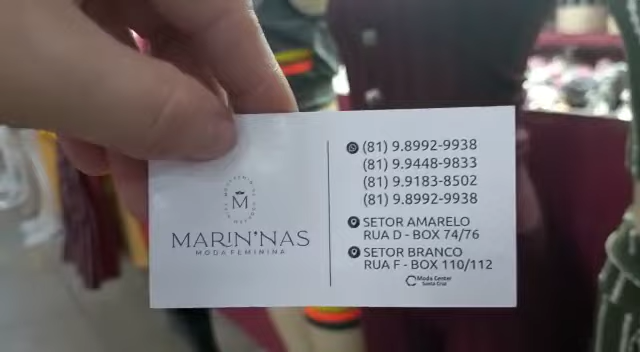 M
MARIN'NAS
MODA FEMININA
(81) 9.8992-9938
(81) 9.9448-9833
(81) 9.9183-8502
(81) 9.8992-9938
SETOR AMARELO
RUA D - BOX 74/76
SETOR BRANCO
RUA F - BOX 110/112
Moda Center
Santa Cruz